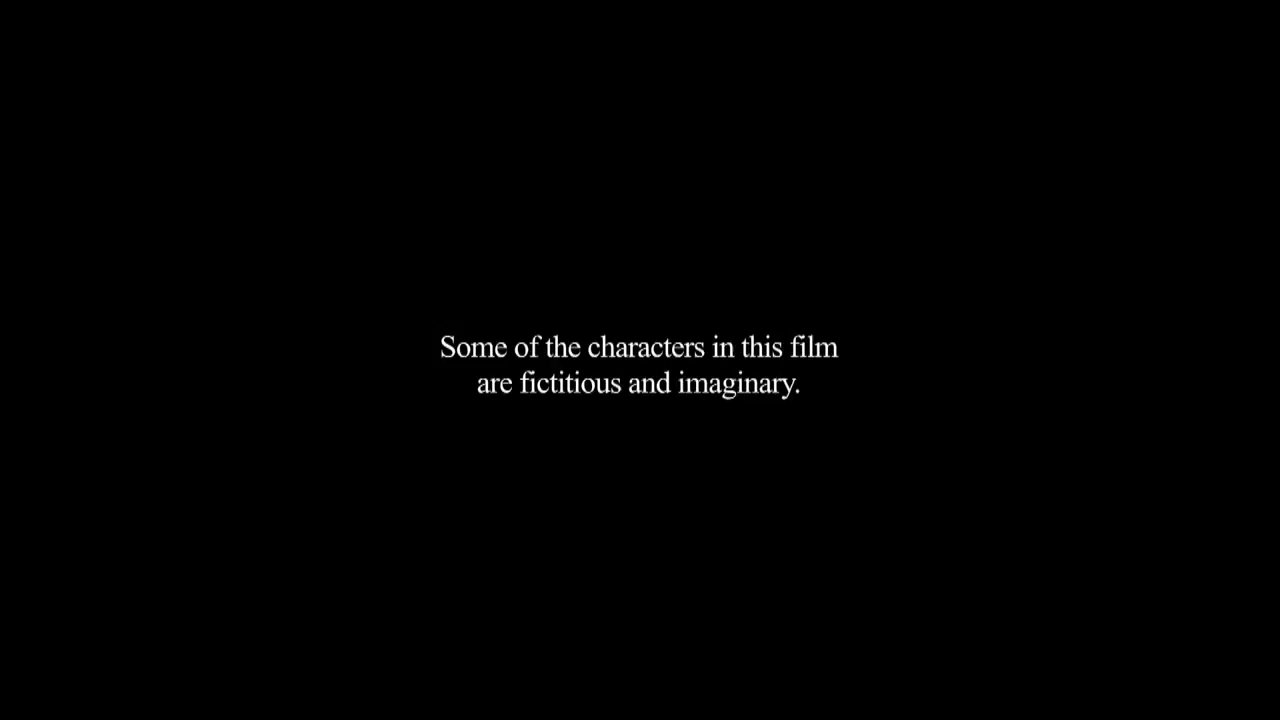 Some of the characters in this film
are fictitious and imaginary.